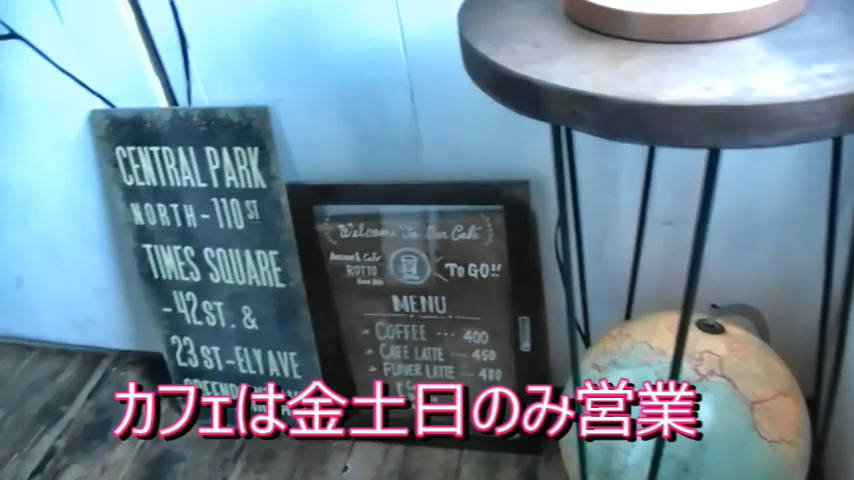 CENTRAL PARK
NORTH-110 ST
TIMES SQUARE
-42 ST. &
23 ST-ELY AVE
Welcome To Our Cafe
ROTTO
TO GO!!
MENU
COFFEE --- 400
CAFE LATTE --- 450
LATTE --- 480
カフェは金土日のみ営業